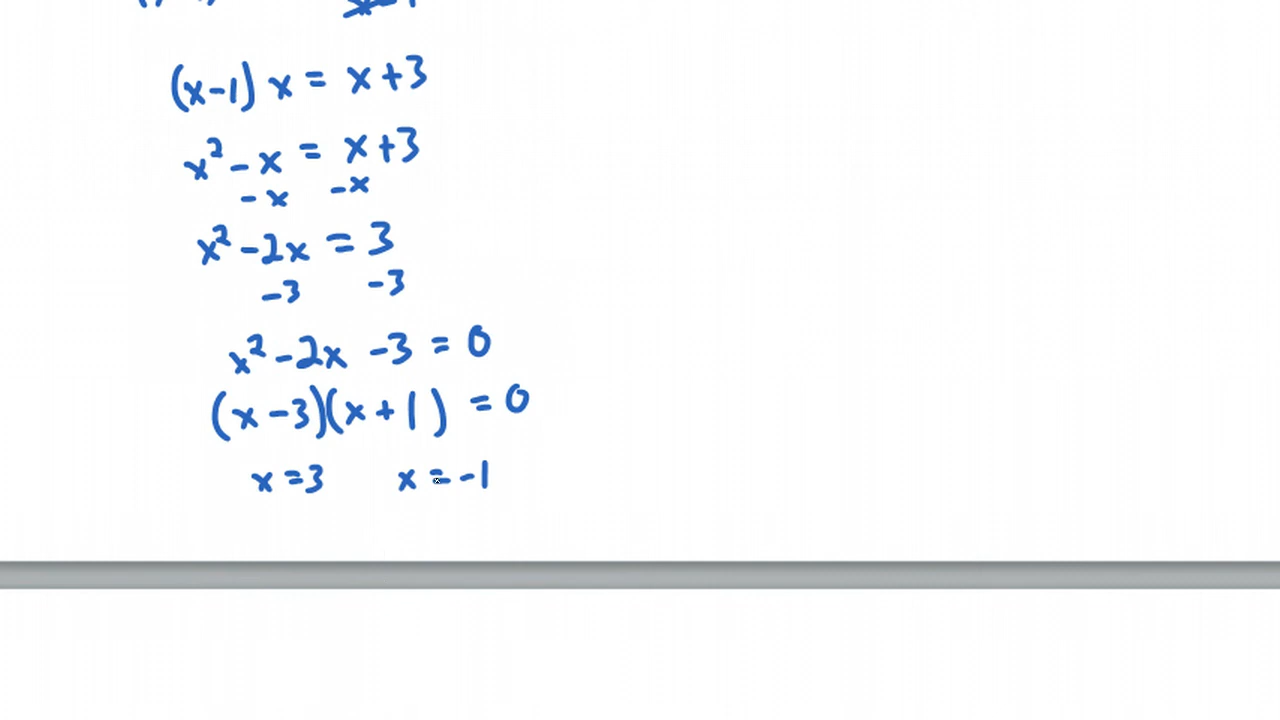 (x-1) x = x+3
x² - x = x+3
- x -x
x² - 2x = 3
-3 -3
x² - 2x - 3 = 0
(x - 3)(x + 1) = 0
x = 3 x = -1